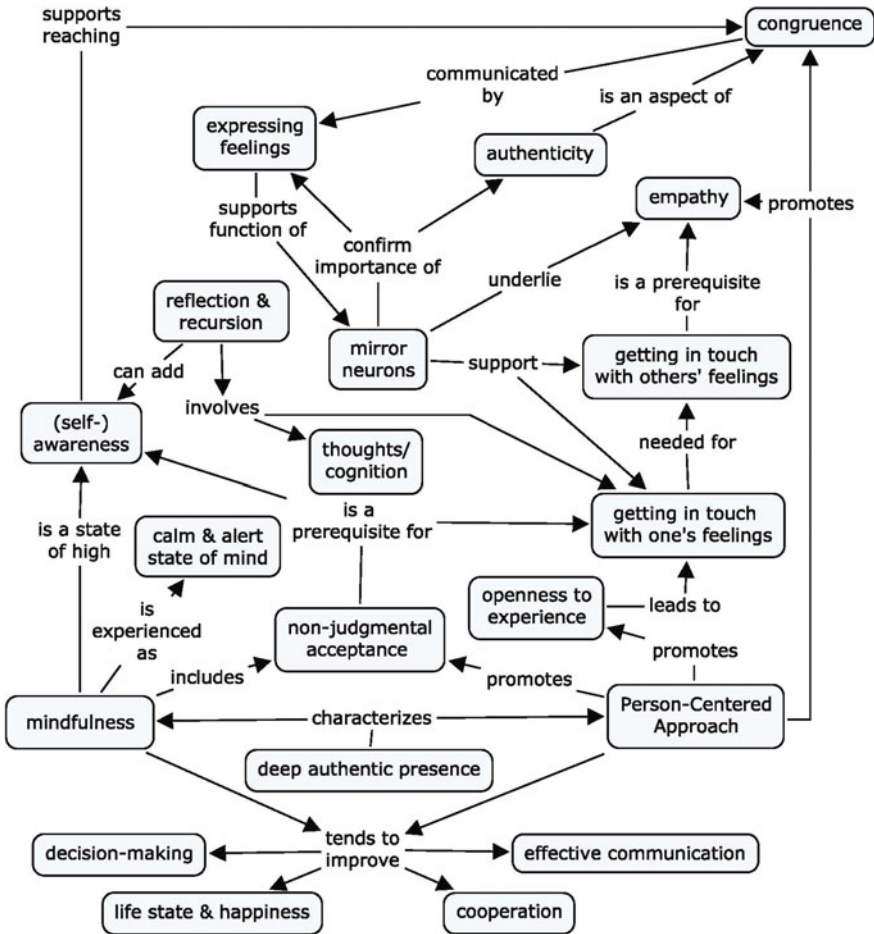 supports
reaching
congruence
communicated
by
is an aspect of
expressing
feelings
authenticity
empathy
promotes
supports
function of
confirm
importance of
underlie
is a prerequisite
for
reflection &
recursion
mirror
neurons
support
getting in touch
with others' feelings
can add
involves
(self-)
awareness
thoughts/
cognition
needed for
is a state
of high
calm & alert
state of mind
is a
prerequisite for
getting in touch
with one's feelings
openness to
experience
leads to
is
experienced
as
non-judgmental
acceptance
includes
promotes
promotes
mindfulness
characterizes
Person-Centered
Approach
deep authentic presence
tends to
improve
decision-making
effective communication
life state & happiness
cooperation